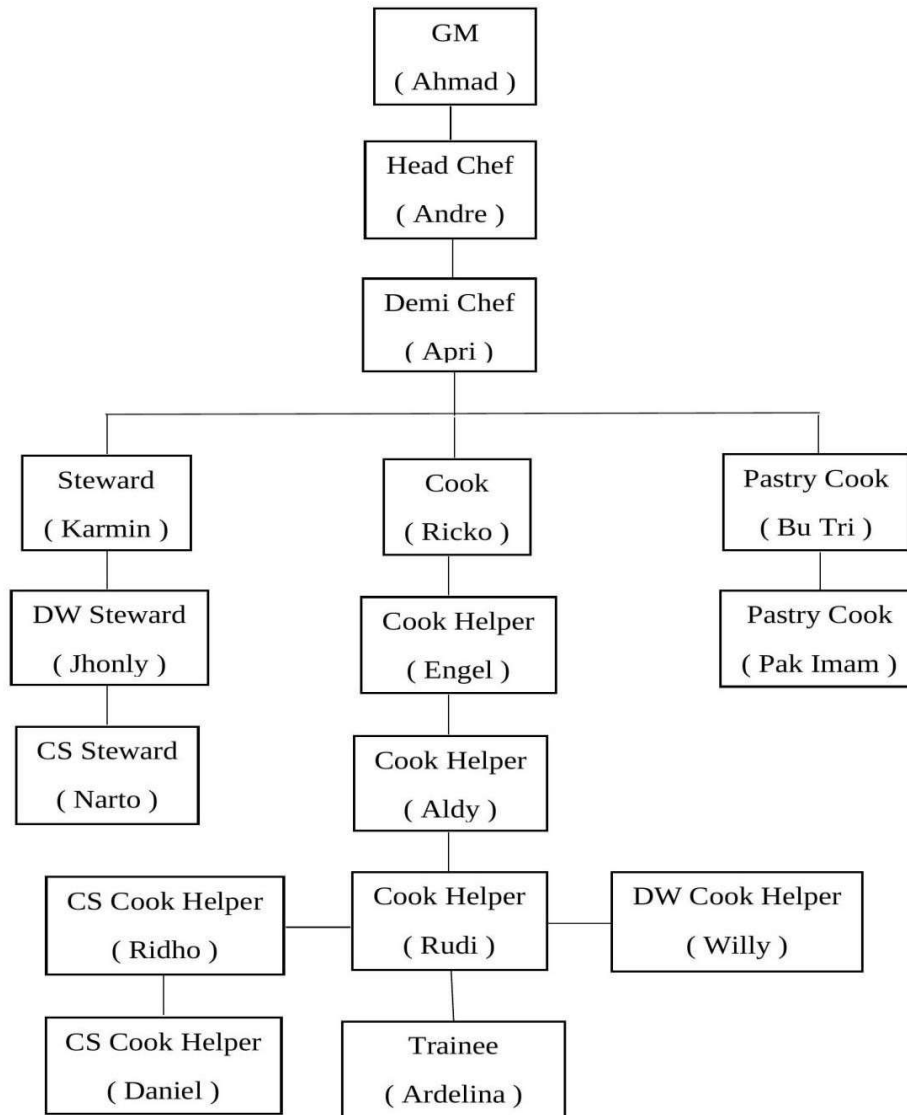 GM
( Ahmad )
Head Chef
( Andre )
Demi Chef
( Apri )
Steward
( Karmin )
Cook
( Ricko )
Pastry Cook
( Bu Tri )
DW Steward
( Jhonly )
Cook Helper
( Engel )
Pastry Cook
( Pak Imam )
CS Steward
( Narto )
Cook Helper
( Aldy )
CS Cook Helper
( Ridho )
Cook Helper
( Rudi )
DW Cook Helper
( Willy )
CS Cook Helper
( Daniel )
Trainee
( Ardelina )